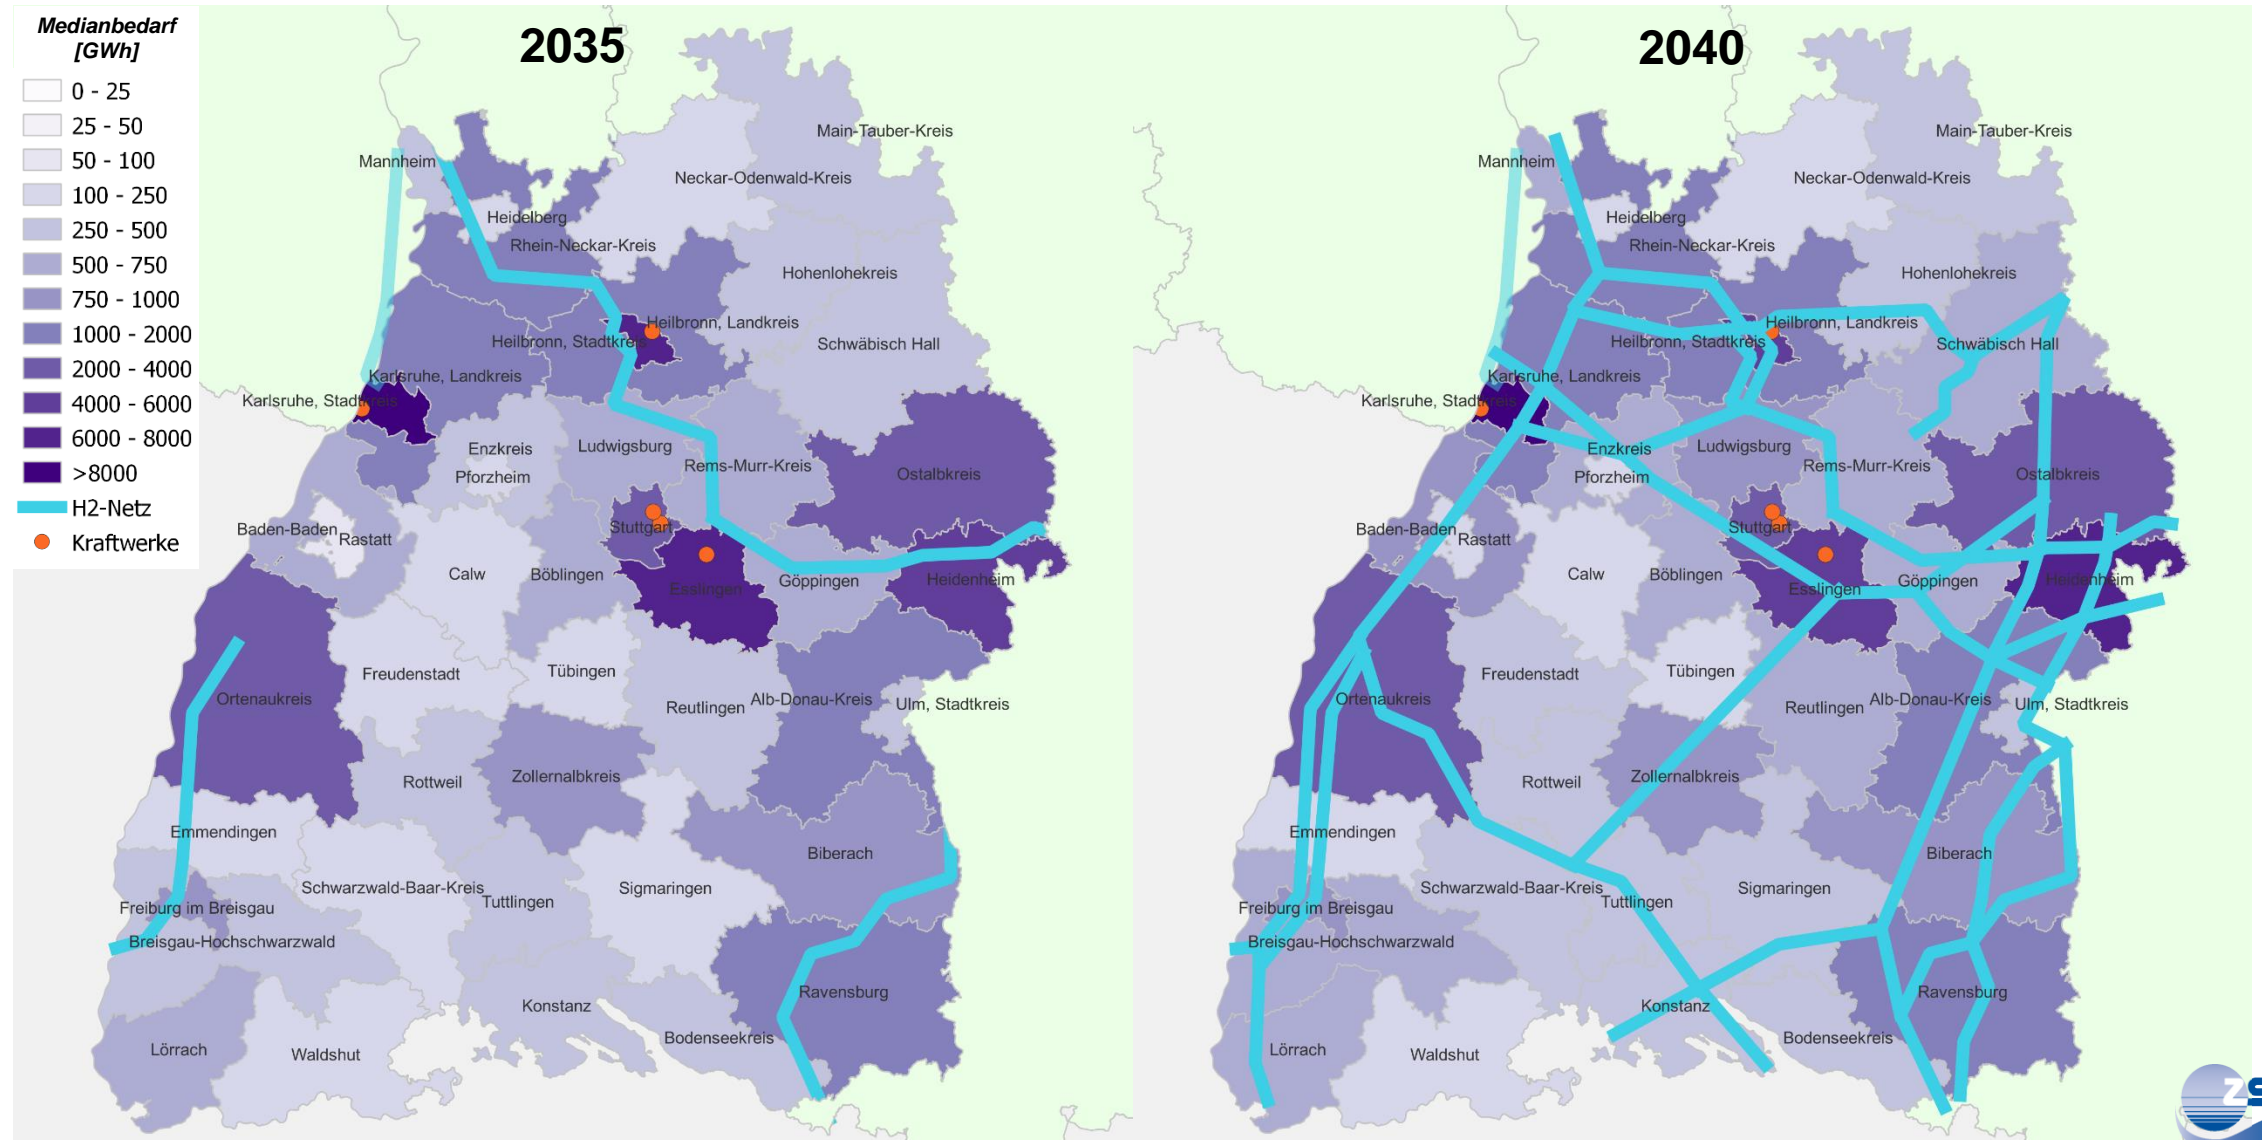 Medianbedarf
[GWh]
0 - 25
25 - 50
50 - 100
100 - 250
250 - 500
500 - 750
750 - 1000
1000 - 2000
2000 - 4000
4000 - 6000
6000 - 8000
>8000
H2-Netz
Kraftwerke
2035
Main-Tauber-Kreis
Mannheim
Neckar-Odenwald-Kreis
Heidelberg
Rhein-Neckar-Kreis
Hohenlohekreis
Heilbronn, Landkreis
Heilbronn, Stadtkreis
Schwäbisch Hall
Karlsruhe, Landkreis
Karlsruhe, Stadtkreis
Enzkreis
Ludwigsburg
Rems-Murr-Kreis
Pforzheim
Ostalbkreis
Baden-Baden
Stuttgart
Rastatt
Calw
Böblingen
Göppingen
Heidenheim
Esslingen
Freudenstadt
Tübingen
Ortenaukreis
Reutlingen
Alb-Donau-Kreis
Ulm, Stadtkreis
Rottweil
Zollernalbkreis
Emmendingen
Biberach
Schwarzwald-Baar-Kreis
Sigmaringen
Tuttlingen
Freiburg im Breisgau
Breisgau-Hochschwarzwald
Ravensburg
Konstanz
Bodenseekreis
Lörrach
Waldshut
2040
Main-Tauber-Kreis
Mannheim
Neckar-Odenwald-Kreis
Heidelberg
Rhein-Neckar-Kreis
Hohenlohekreis
Heilbronn, Landkreis
Heilbronn, Stadtkreis
Schwäbisch Hall
Karlsruhe, Landkreis
Karlsruhe, Stadtkreis
Enzkreis
Ludwigsburg
Rems-Murr-Kreis
Pforzheim
Ostalbkreis
Baden-Baden
Stuttgart
Rastatt
Calw
Böblingen
Göppingen
Heidenheim
Esslingen
Freudenstadt
Tübingen
Ortenaukreis
Reutlingen
Alb-Donau-Kreis
Ulm, Stadtkreis
Rottweil
Zollernalbkreis
Emmendingen
Biberach
Schwarzwald-Baar-Kreis
Sigmaringen
Tuttlingen
Freiburg im Breisgau
Breisgau-Hochschwarzwald
Ravensburg
Konstanz
Bodenseekreis
Lörrach
Waldshut